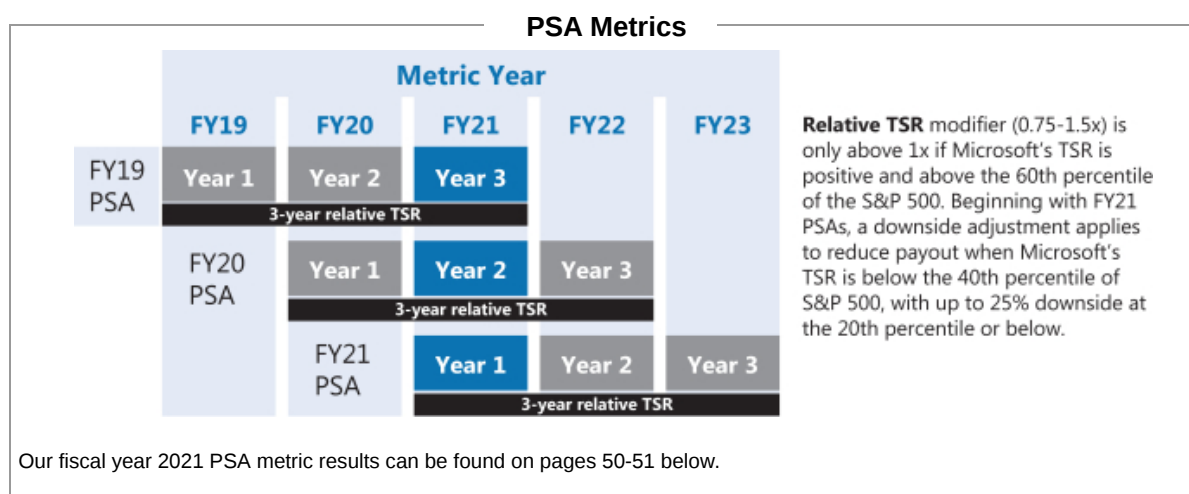 PSA Metrics
Metric Year
FY19 FY20 FY21 FY22 FY23
FY19
PSA
Year 1 Year 2 Year 3
3-year relative TSR
FY20
PSA
Year 1 Year 2 Year 3
3-year relative TSR
FY21
PSA
Year 1 Year 2 Year 3
3-year relative TSR
Relative TSR modifier (0.75-1.5x) is
only above 1x if Microsoft's TSR is
positive and above the 60th percentile
of the S&P 500. Beginning with FY21
PSAs, a downside adjustment applies
to reduce payout when Microsoft's
TSR is below the 40th percentile of
S&P 500, with up to 25% downside at
the 20th percentile or below.
Our fiscal year 2021 PSA metric results can be found on pages 50-51 below.